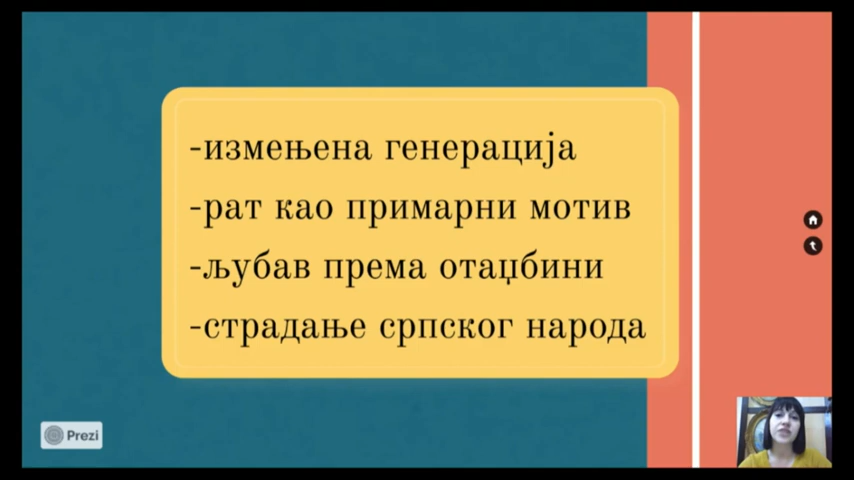 -измењена генерација
-рат као примарни мотив
-љубав према отаџбини
-страдање српског народа
Prezi